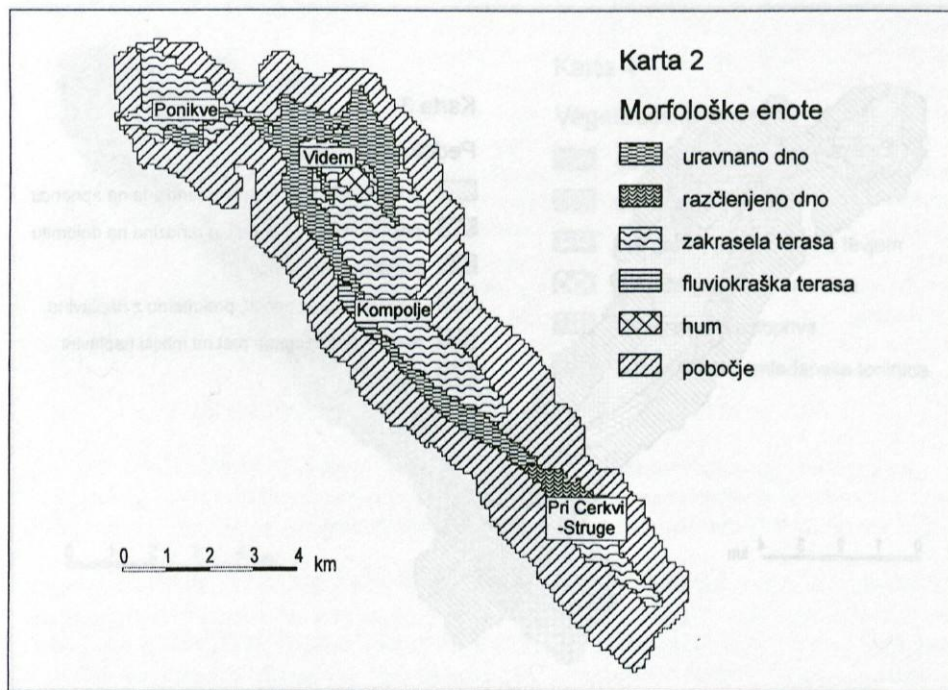 Karta 2
Morfološke enote
uravnano dno
razčlenjeno dno
zakrasela terasa
fluviokraška terasa
hum
pobočje
Ponikve
Videm
Kompolje
Pri Cerkvi
-Struge
0 1 2 3 4 km